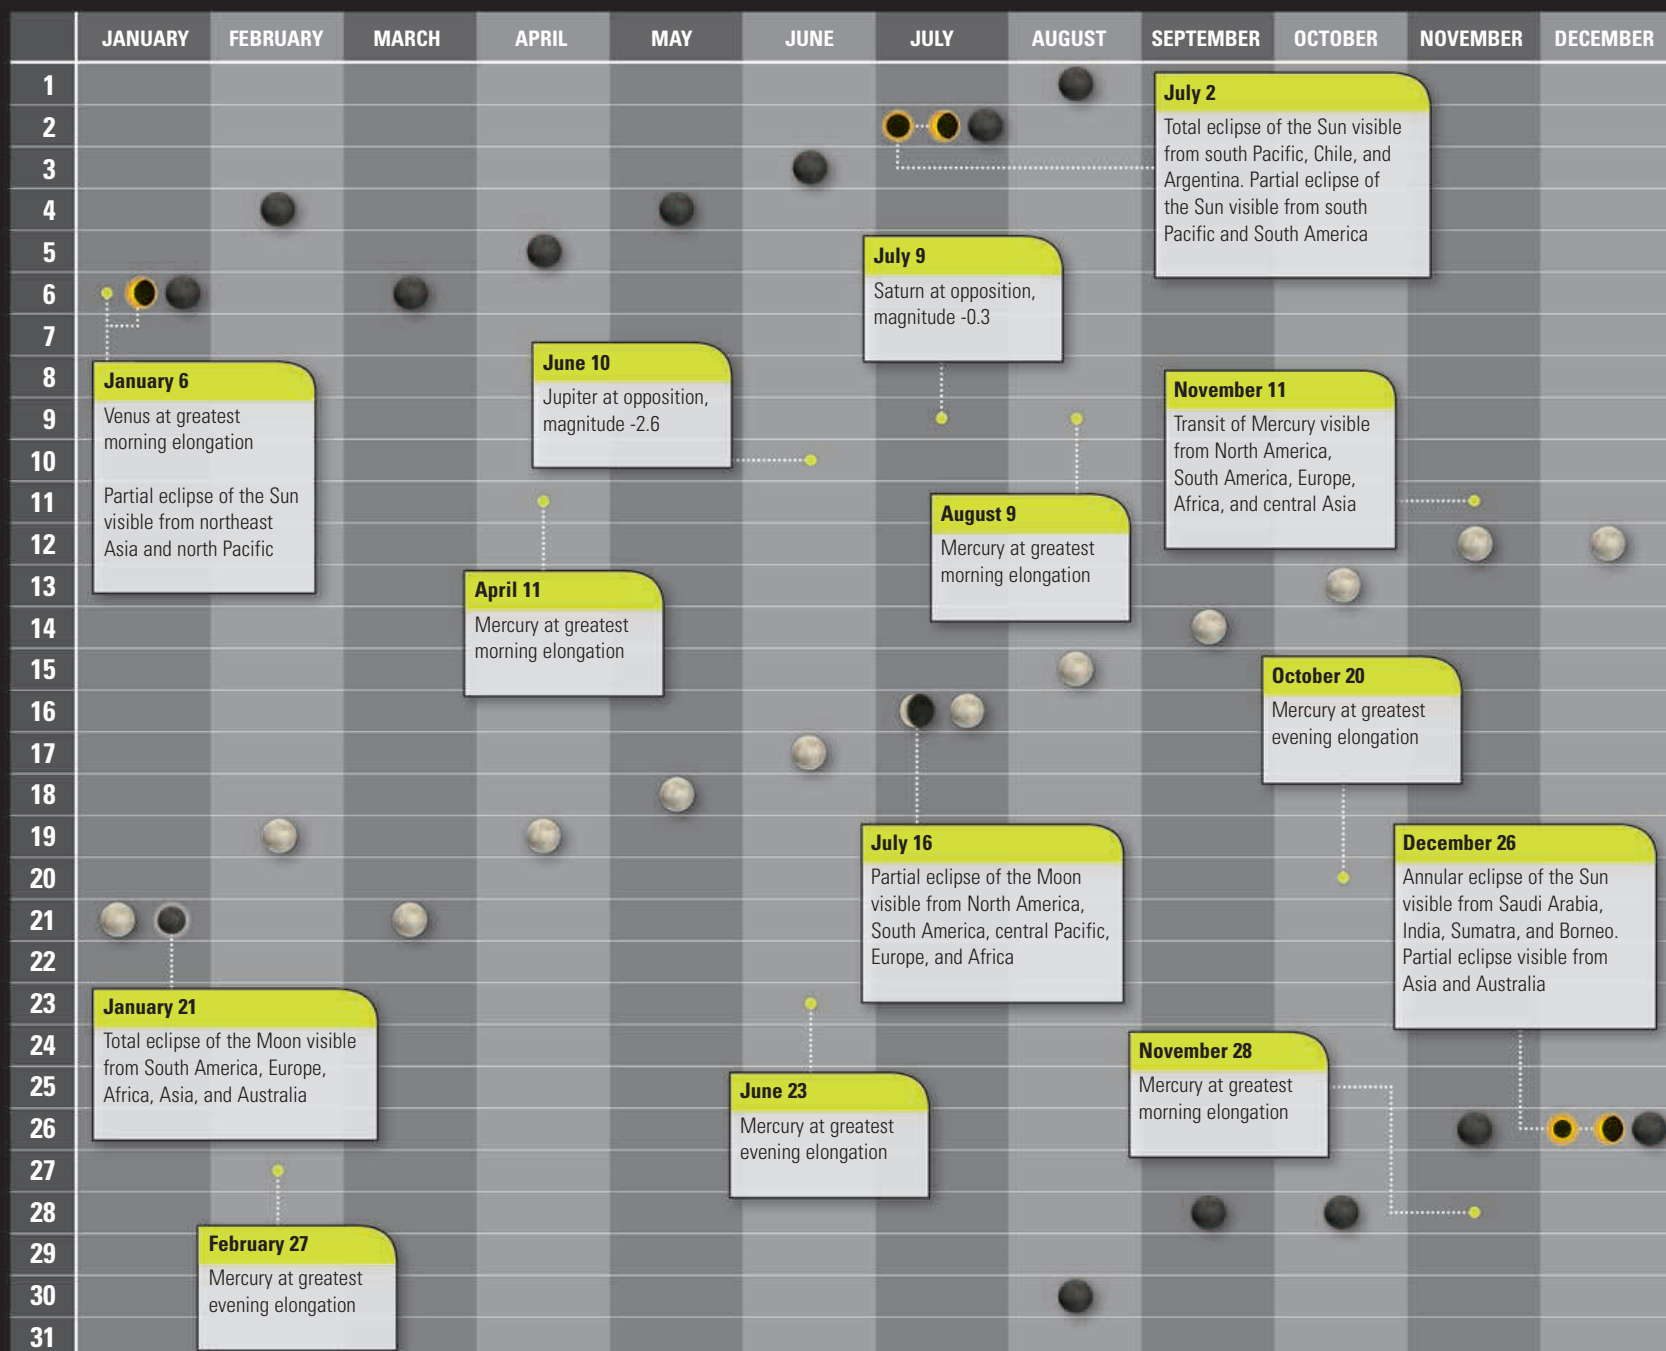 JANUARY FEBRUARY MARCH APRIL MAY JUNE JULY AUGUST SEPTEMBER OCTOBER NOVEMBER DECEMBER
1
2
3
4
5
6
7
8
9
10
11
12
13
14
15
16
17
18
19
20
21
22
23
24
25
26
27
28
29
30
31
January 6
Venus at greatest
morning elongation
Partial eclipse of the Sun
visible from northeast
Asia and north Pacific
January 21
Total eclipse of the Moon visible
from South America, Europe,
Africa, Asia, and Australia
February 27
Mercury at greatest
evening elongation
April 11
Mercury at greatest
morning elongation
June 10
Jupiter at opposition,
magnitude -2.6
June 23
Mercury at greatest
evening elongation
July 2
Total eclipse of the Sun visible
from south Pacific, Chile, and
Argentina. Partial eclipse of
the Sun visible from south
Pacific and South America
July 9
Saturn at opposition,
magnitude -0.3
July 16
Partial eclipse of the Moon
visible from North America,
South America, central Pacific,
Europe, and Africa
August 9
Mercury at greatest
morning elongation
October 20
Mercury at greatest
evening elongation
November 11
Transit of Mercury visible
from North America,
South America, Europe,
Africa, and central Asia
November 28
Mercury at greatest
morning elongation
December 26
Annular eclipse of the Sun
visible from Saudi Arabia,
India, Sumatra, and Borneo.
Partial eclipse visible from
Asia and Australia